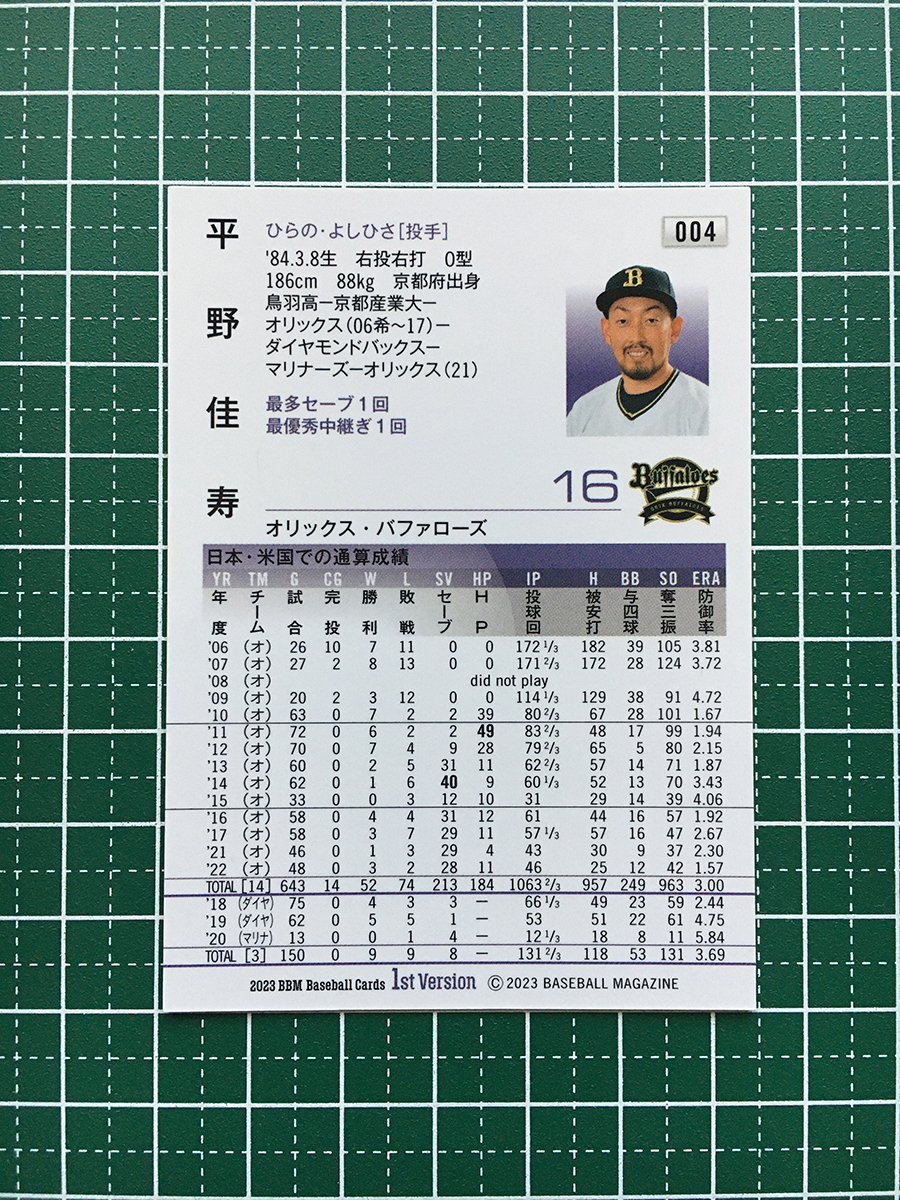 平野佳寿
ひらの・よしひさ[投手]
004
'84.3.8生 右投右打 O型
186cm 88kg 京都府出身
鳥羽高ー京都産業大ー
オリックス(06希～17)ー
ダイヤモンドバックスー
マリナーズーオリックス(21)
最多セーブ1回
最優秀中継ぎ1回
B
16
Buffaloes
ORIX BUFFALOES
オリックス・バファローズ
日本・米国での通算成績
YR TM G CG W L SV HP IP H BB SO ERA
年度 チーム 試合 完投 勝利 敗戦 セーブ HP 投球回 被安打 与四球 奪三振 防御率
'06 (オ) 26 10 7 11 0 0 172 1/3 182 39 105 3.81
'07 (オ) 27 2 8 13 0 0 171 2/3 172 28 124 3.72
'08 (オ) did not play
'09 (オ) 20 2 3 12 0 0 114 1/3 129 38 91 4.72
'10 (オ) 63 0 7 2 2 39 80 2/3 67 28 101 1.67
'11 (オ) 72 0 6 2 2 49 83 2/3 48 17 99 1.94
'12 (オ) 70 0 7 4 9 28 79 2/3 65 5 80 2.15
'13 (オ) 60 0 2 5 31 11 62 2/3 57 14 71 1.87
'14 (オ) 62 0 1 6 40 9 60 1/3 52 13 70 3.43
'15 (オ) 33 0 0 3 12 10 31 29 14 39 4.06
'16 (オ) 58 0 4 4 31 12 61 44 16 57 1.92
'17 (オ) 58 0 3 7 29 11 57 1/3 57 16 47 2.67
'21 (オ) 46 0 1 3 29 4 43 30 9 37 2.30
'22 (オ) 48 0 3 2 28 11 46 25 12 42 1.57
TOTAL [14] 643 14 52 74 213 184 1063 2/3 957 249 963 3.00
'18 (ダイヤ) 75 0 4 3 3 － 66 1/3 49 23 59 2.44
'19 (ダイヤ) 62 0 5 5 1 － 53 51 22 61 4.75
'20 (マリナ) 13 0 0 1 4 － 12 1/3 18 8 11 5.84
TOTAL [3] 150 0 9 9 8 － 131 2/3 118 53 131 3.69
2023 BBM Baseball Cards 1st Version ©2023 BASEBALL MAGAZINE